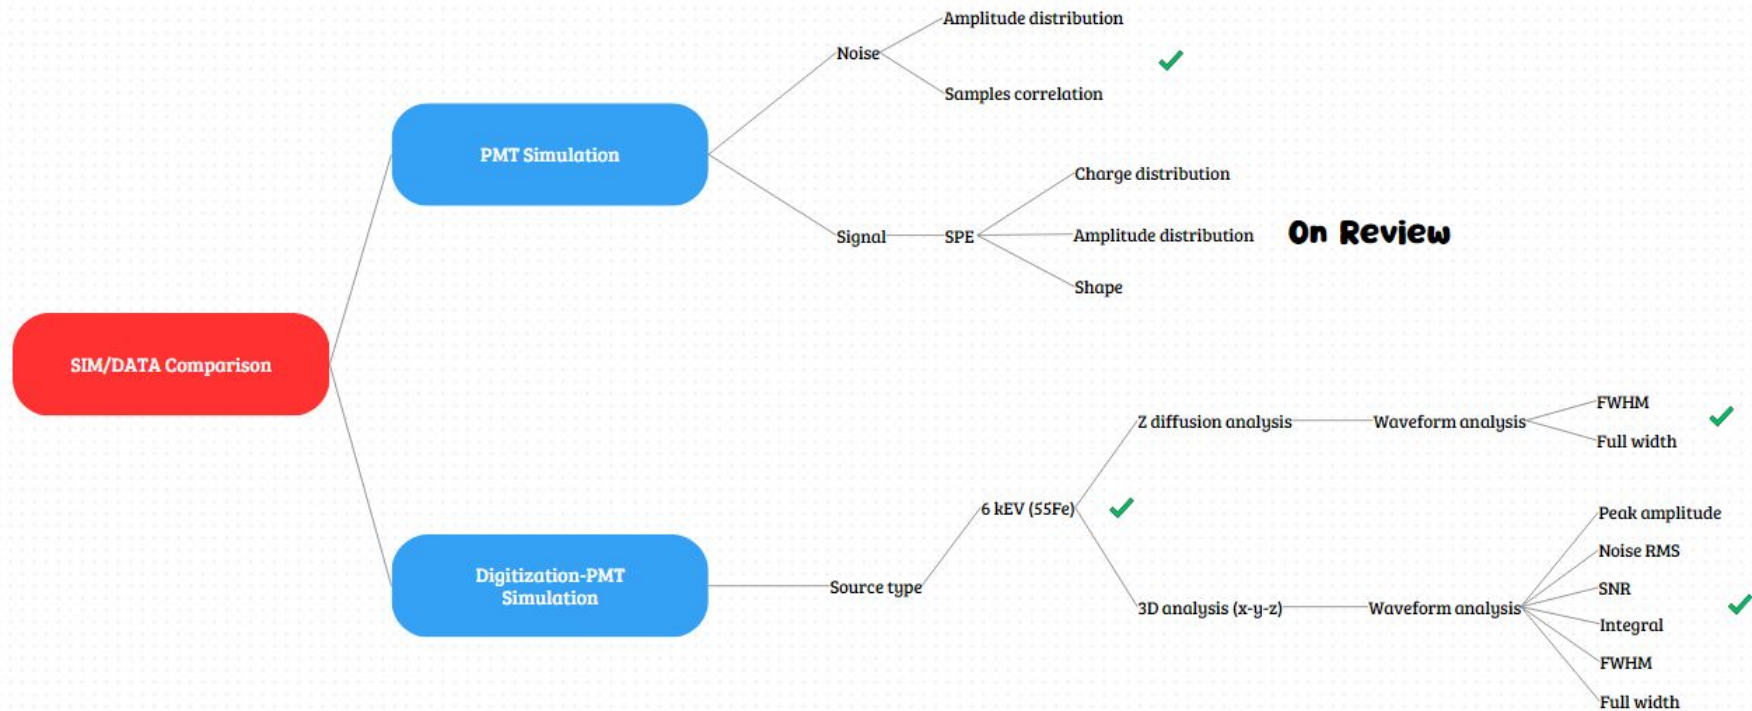 Amplitude distribution
Noise
Samples correlation
PMT Simulation
Charge distribution
Signal
SPE
Amplitude distribution
On Review
Shape
SIM/DATA Comparison
FWHM
Z diffusion analysis
Waveform analysis
Full width
6 kEV (55Fe)
Peak amplitude
Noise RMS
Digitization-PMT
Simulation
Source type
SNR
3D analysis (x-y-z)
Waveform analysis
Integral
FWHM
Full width